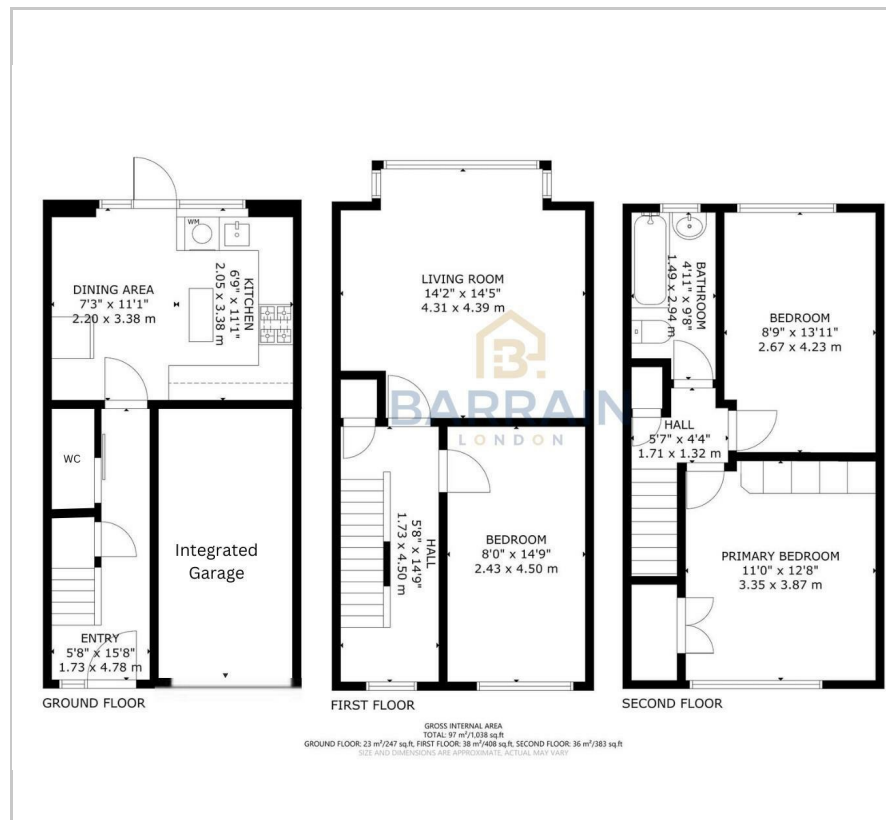 WM
DINING AREA
7'3" x 11'1"
2.20 x 3.38 m
KITCHEN
6'9" x 11'1"
2.05 x 3.38 m
WC
Integrated
Garage
ENTRY
5'8" x 15'8"
1.73 x 4.78 m
GROUND FLOOR
LIVING ROOM
14'2" x 14'5"
4.31 x 4.39 m
BARRAIN
LONDON
HALL
5'8" x 14'9"
1.73 x 4.50 m
BEDROOM
8'0" x 14'9"
2.43 x 4.50 m
FIRST FLOOR
BATHROOM
4'11" x 9'8"
1.49 x 2.94 m
BEDROOM
8'9" x 13'11"
2.67 x 4.23 m
HALL
5'7" x 4'4"
1.71 x 1.32 m
PRIMARY BEDROOM
11'0" x 12'8"
3.35 x 3.87 m
SECOND FLOOR
GROSS INTERNAL AREA
TOTAL: 97 m²/1,038 sq.ft
GROUND FLOOR: 23 m²/247 sq.ft, FIRST FLOOR: 38 m²/408 sq.ft, SECOND FLOOR: 36 m²/383 sq.ft
SIZE AND DIMENSIONS ARE APPROXIMATE, ACTUAL MAY VARY